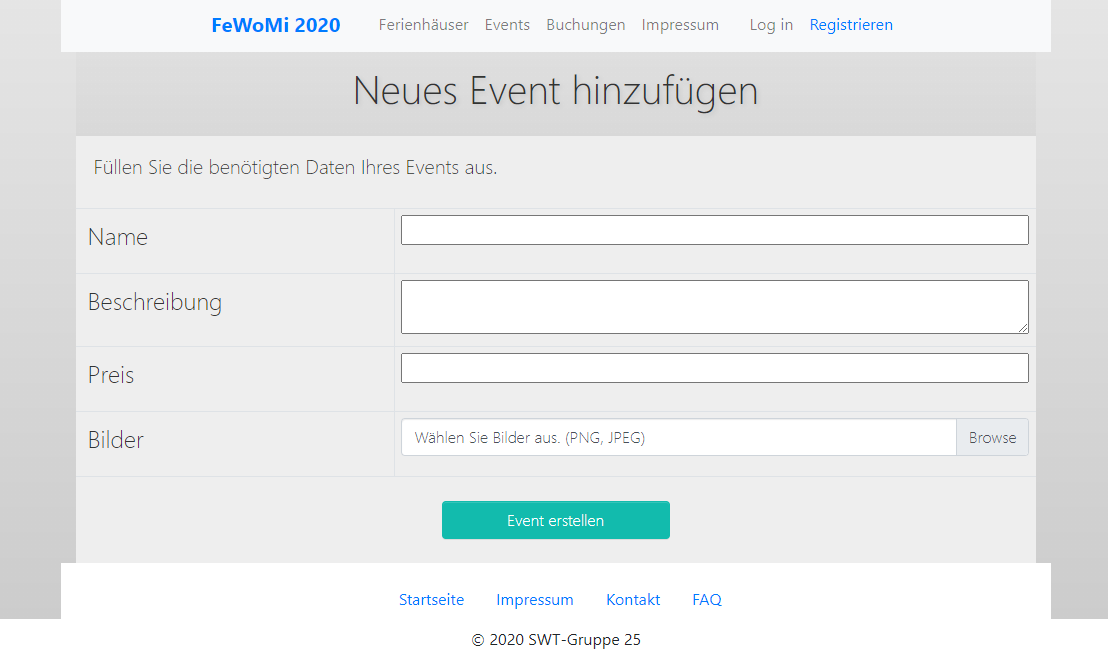 FeWoMi 2020 Ferienhäuser Events Buchungen Impressum Log in Registrieren
Neues Event hinzufügen
Füllen Sie die benötigten Daten Ihres Events aus.
Name
Beschreibung
Preis
Bilder Wählen Sie Bilder aus. (PNG, JPEG) Browse
Event erstellen
Startseite Impressum Kontakt FAQ
© 2020 SWT-Gruppe 25